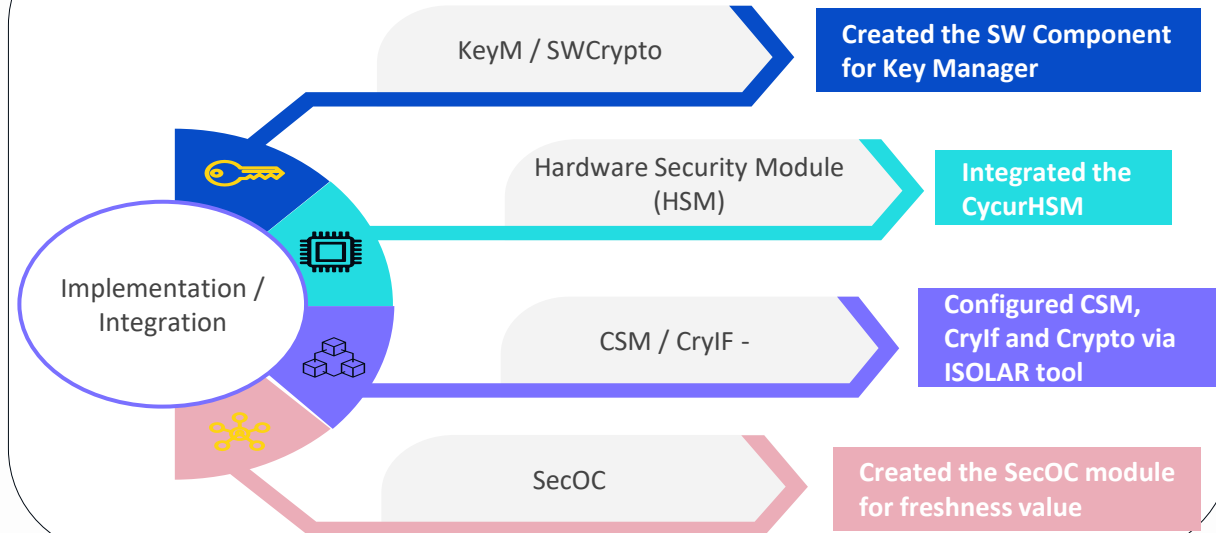 KeyM / SWCrypto
Created the SW Component
for Key Manager
Hardware Security Module
(HSM)
Integrated the
CycurHSM
Implementation /
Integration
CSM / CryIF -
Configured CSM,
CryIf and Crypto via
ISOLAR tool
SecOC
Created the SecOC module
for freshness value